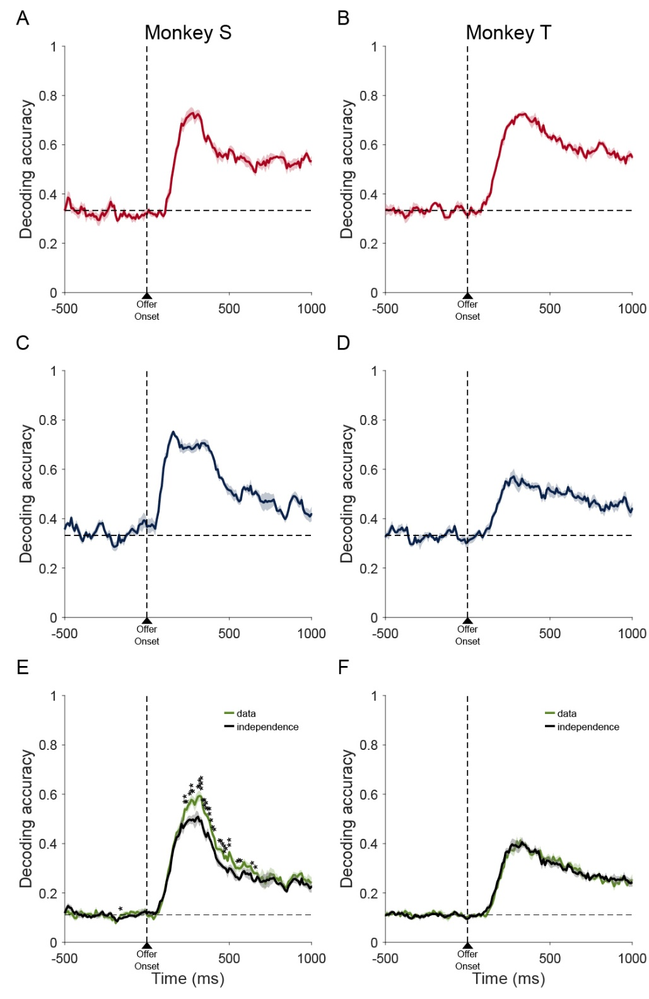 A
B
Monkey S
Monkey T
Decoding accuracy
1
0.8
0.6
0.4
0.2
0
-500
Offer
Onset
500
1000
Decoding accuracy
1
0.8
0.6
0.4
0.2
0
-500
Offer
Onset
500
1000
C
D
Decoding accuracy
1
0.8
0.6
0.4
0.2
0
-500
Offer
Onset
500
1000
Decoding accuracy
1
0.8
0.6
0.4
0.2
0
-500
Offer
Onset
500
1000
E
F
Decoding accuracy
1
0.8
0.6
0.4
0.2
0
data
independence
-500
Offer
Onset
500
1000
Time (ms)
Decoding accuracy
1
0.8
0.6
0.4
0.2
0
data
independence
-500
Offer
Onset
500
1000
Time (ms)